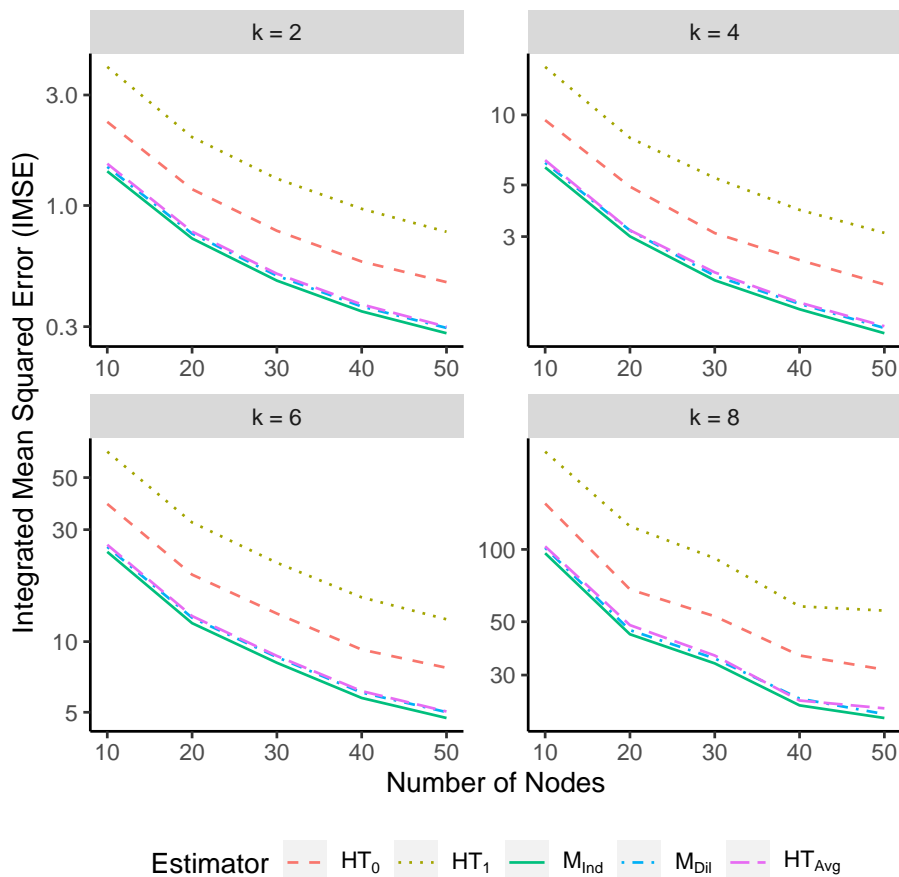 k = 2
k = 4
3.0
1.0
0.3
10
5
3
10 20 30 40 50
10 20 30 40 50
k = 6
k = 8
50
30
10
5
100
50
30
10 20 30 40 50
10 20 30 40 50
Integrated Mean Squared Error (IMSE)
Number of Nodes
Estimator HT0 HT1 MInd MDil HTAvg